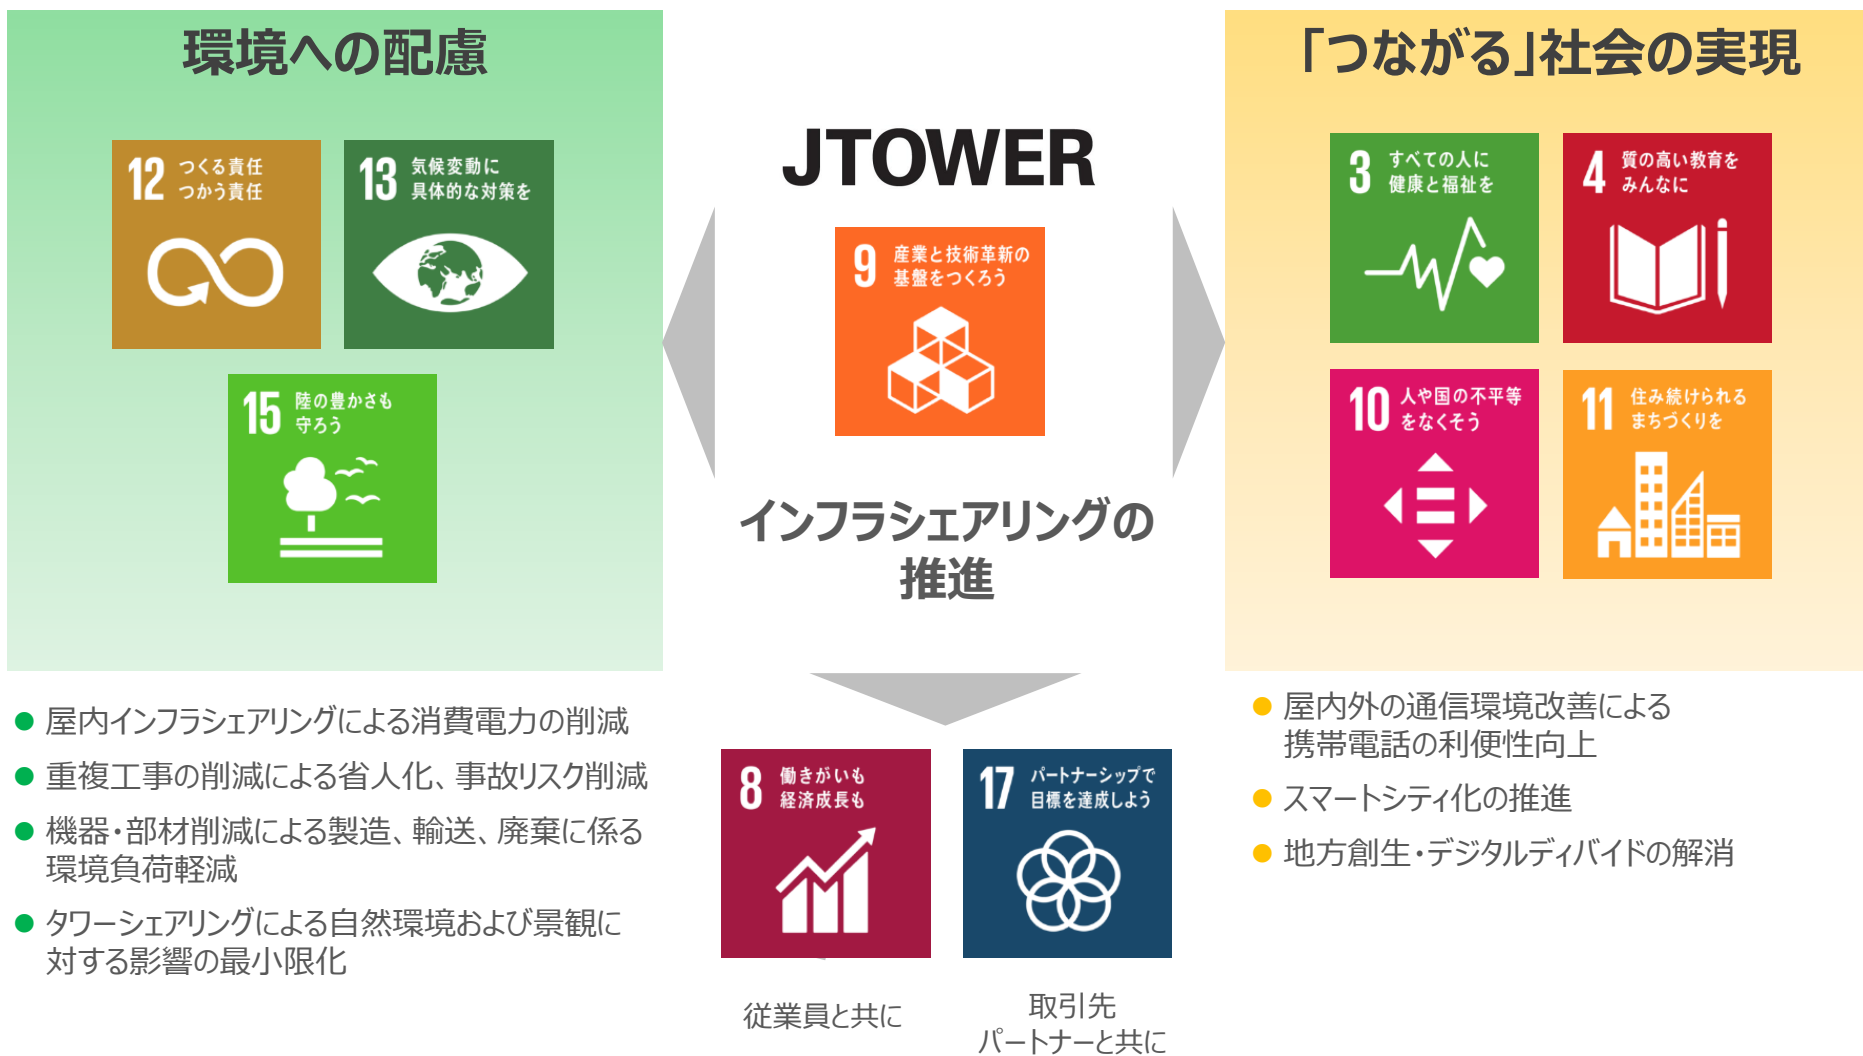 環境への配慮
12 つくる責任
つかう責任
13 気候変動に
具体的な対策を
15 陸の豊かさも
守ろう
● 屋内インフラシェアリングによる消費電力の削減
● 重複工事の削減による省人化、事故リスク削減
● 機器・部材削減による製造、輸送、廃棄に係る
環境負荷軽減
● タワーシェアリングによる自然環境および景観に
対する影響の最小限化
JTOWER
9 産業と技術革新の
基盤をつくろう
インフラシェアリングの
推進
8 働きがいも
経済成長も
従業員と共に
17 パートナーシップで
目標を達成しよう
取引先
パートナーと共に
「つながる」社会の実現
3 すべての人に
健康と福祉を
4 質の高い教育を
みんなに
10 人や国の不平等
をなくそう
11 住み続けられる
まちづくりを
● 屋内外の通信環境改善による
携帯電話の利便性向上
● スマートシティ化の推進
● 地方創生・デジタルディバイドの解消